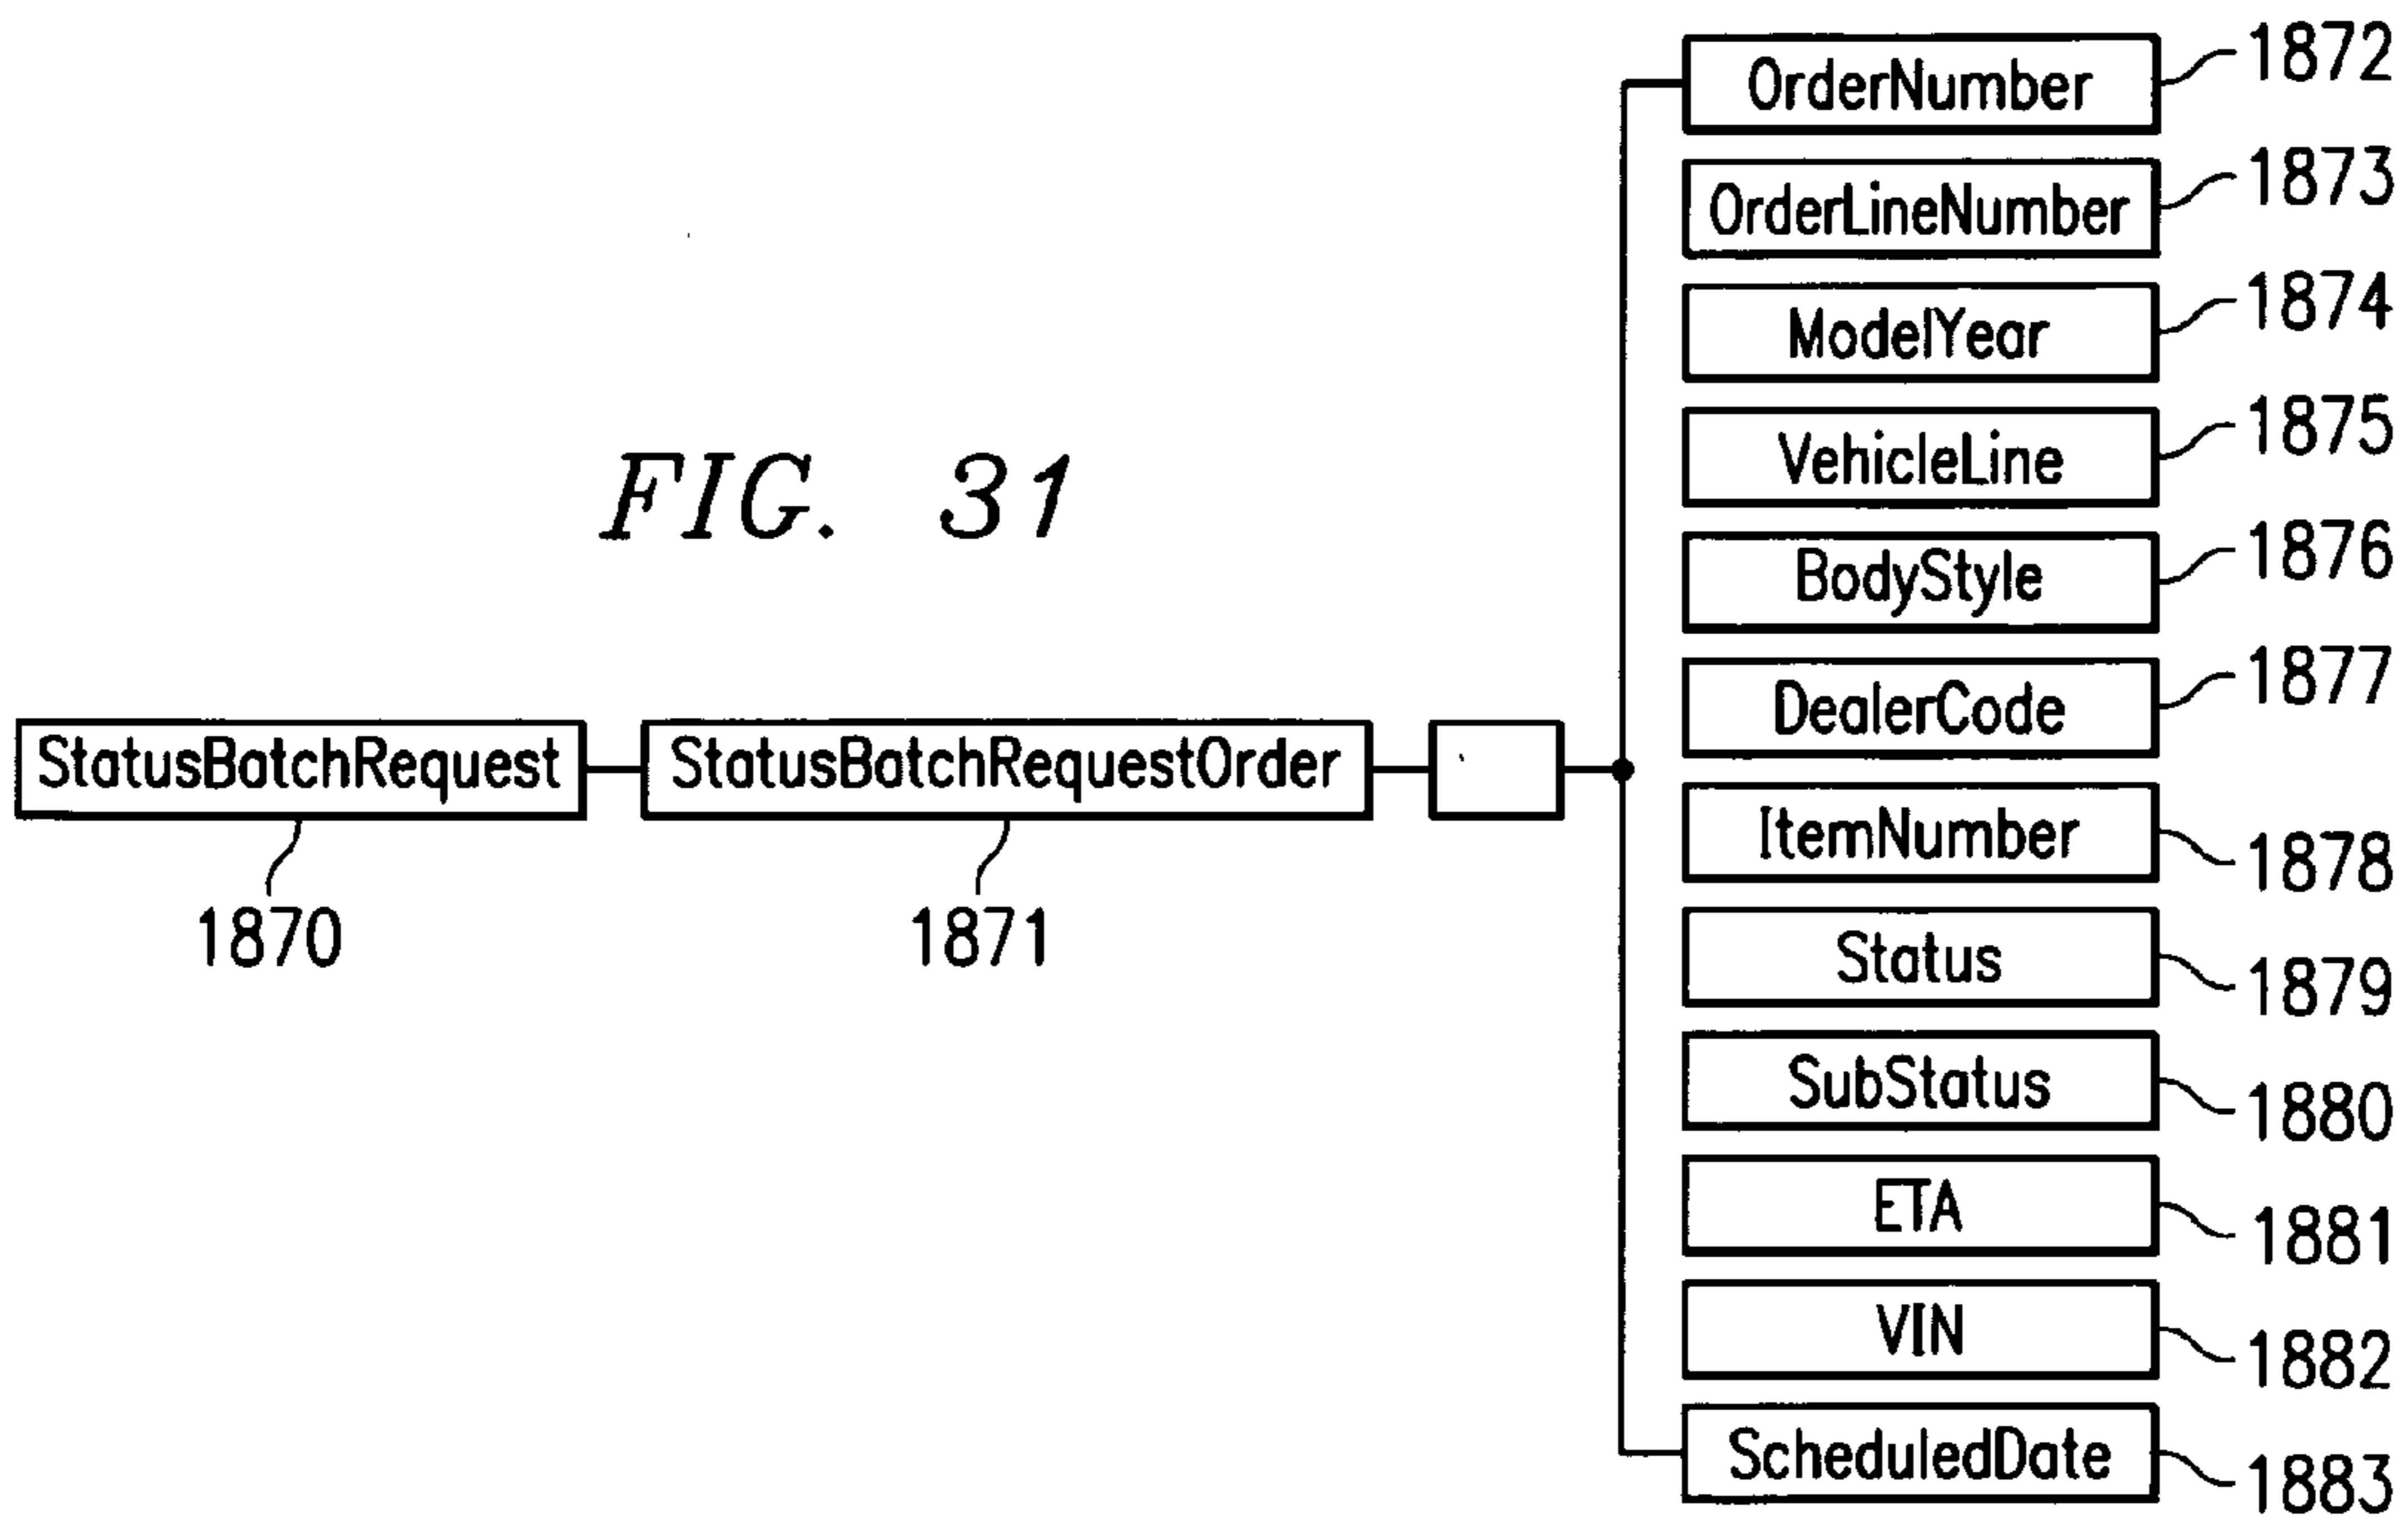 OrderNumber 1872
OrderLineNumber 1873
ModelYear 1874
VehicleLine 1875
FIG. 31
BodyStyle 1876
DealerCode 1877
StatusBatchRequest
StatusBatchRequestOrder
1870
1871
ItemNumber 1878
Status 1879
SubStatus 1880
ETA 1881
VIN 1882
ScheduledDate 1883